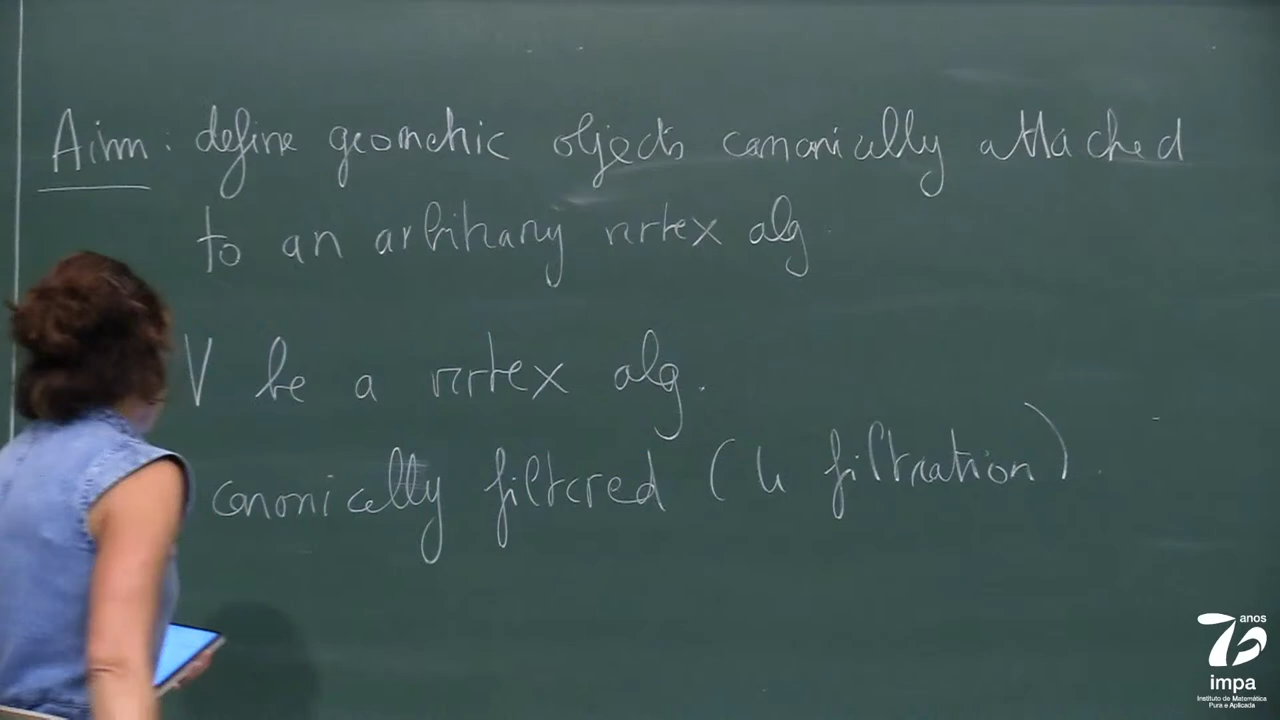 Aim: define geometric objects canonically attached
to an arbitrary vertex alg.
V be a vertex alg.
canonically filtered (Li filtration).
70 anos
impa
Instituto de Matemática
Pura e Aplicada